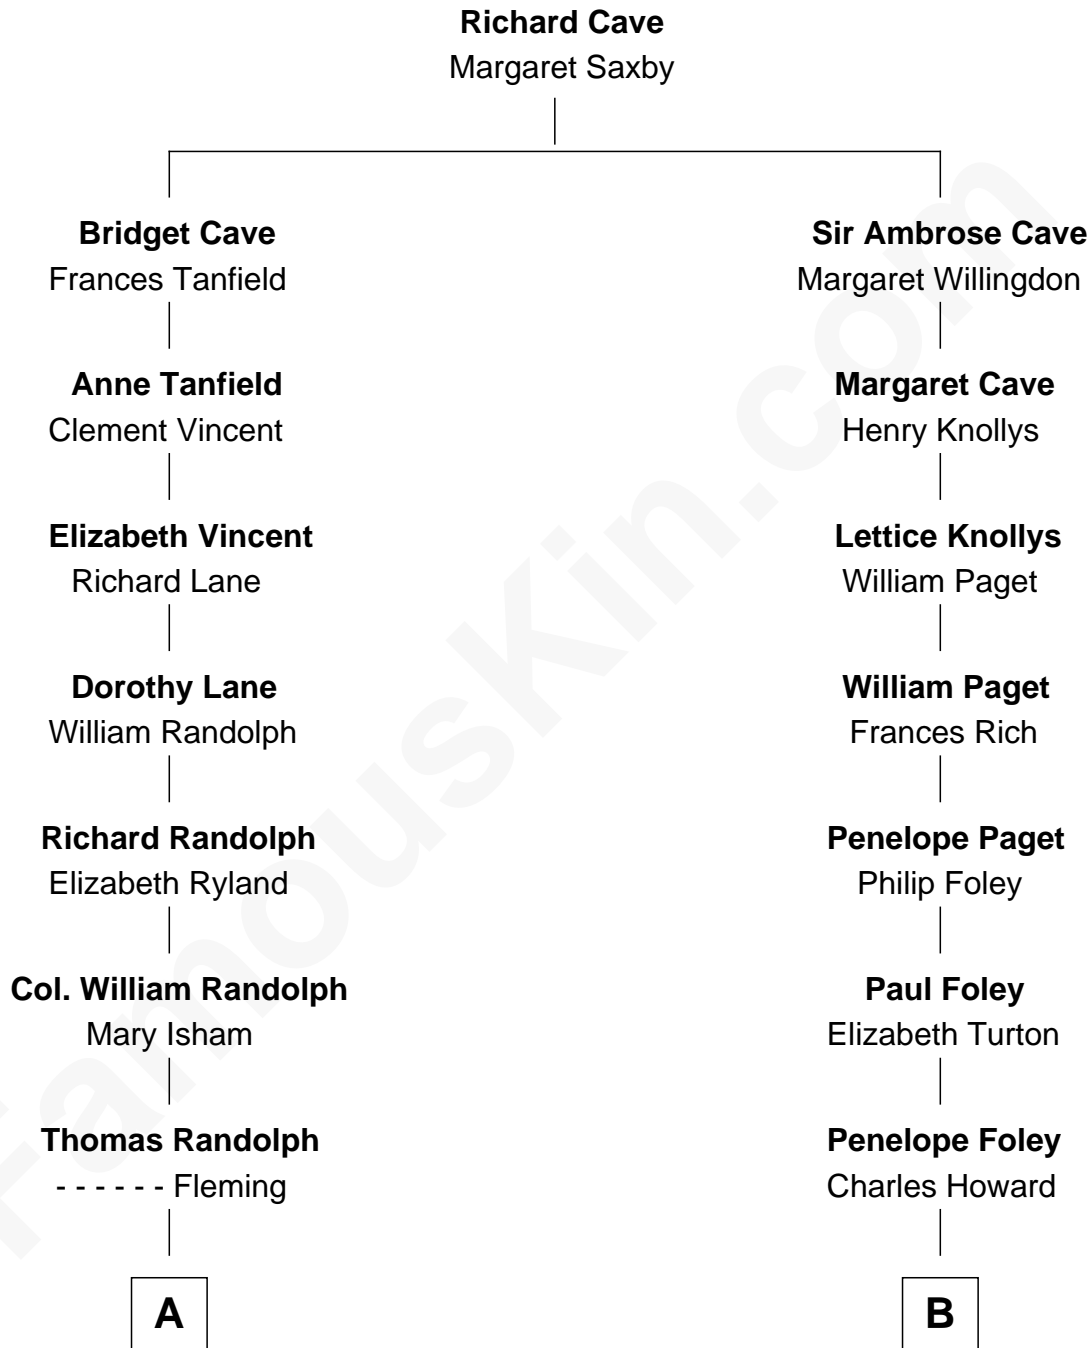 Richard Cave
Margaret Saxby
Bridget Cave
Frances Tanfield
Sir Ambrose Cave
Margaret Willingdon
Anne Tanfield
Clement Vincent
Margaret Cave
Henry Knollys
Elizabeth Vincent
Richard Lane
Lettice Knollys
William Paget
Dorothy Lane
William Randolph
William Paget
Frances Rich
Richard Randolph
Elizabeth Ryland
Penelope Paget
Philip Foley
Col. William Randolph
Mary Isham
Paul Foley
Elizabeth Turton
Thomas Randolph
- - - - - - Fleming
Penelope Foley
Charles Howard
A
B
FamousKin.com